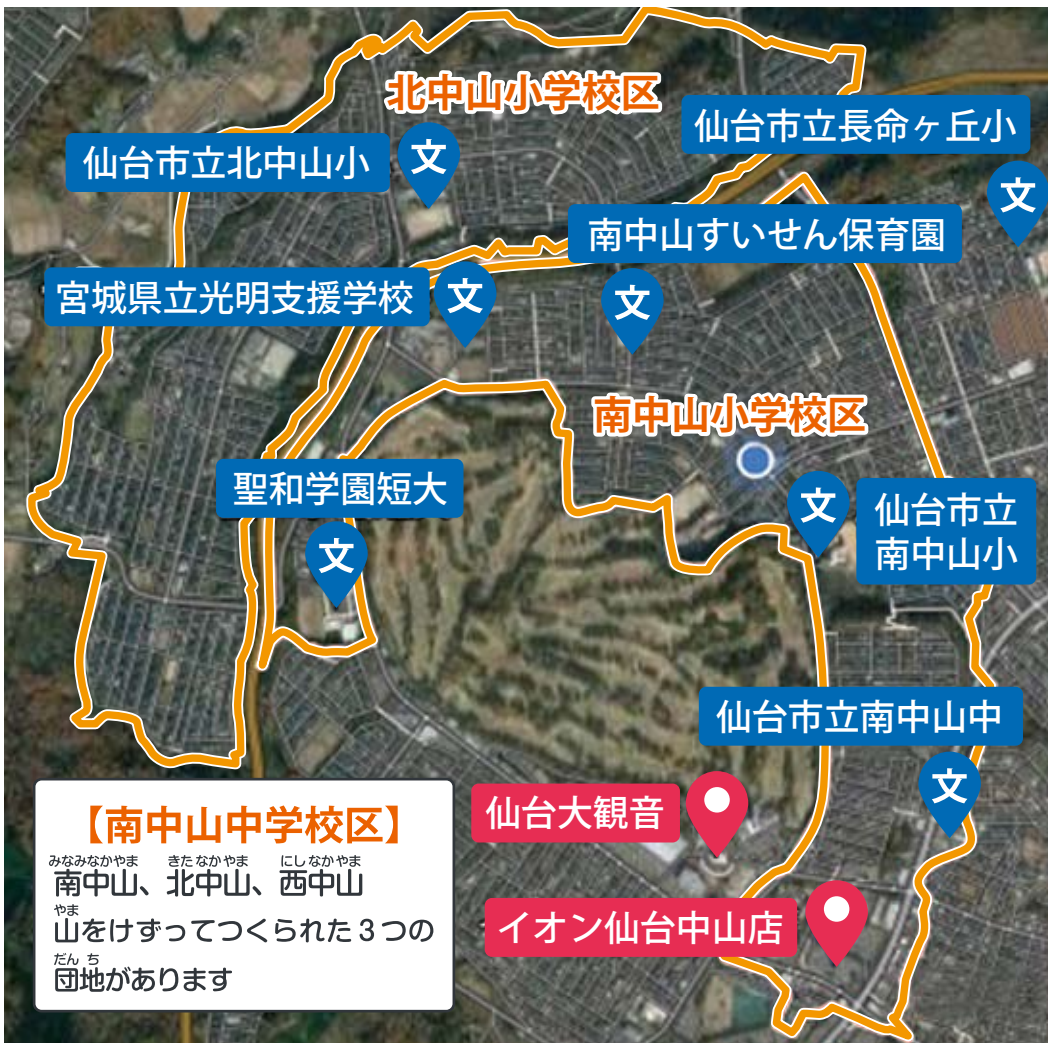 北中山小学校区
仙台市立長命ヶ丘小
仙台市立北中山小
文
文
南中山すいせん保育園
宮城県立光明支援学校
文
文
南中山小学校区
聖和学園短大
文
文
仙台市立
南中山小
仙台市立南中山中
文
仙台大観音
イオン仙台中山店
【南中山中学校区】
みなみなかやま きたなかやま にしなかやま
南中山、北中山、西中山
やま
山をけずってつくられた3つの
だんち
団地があります